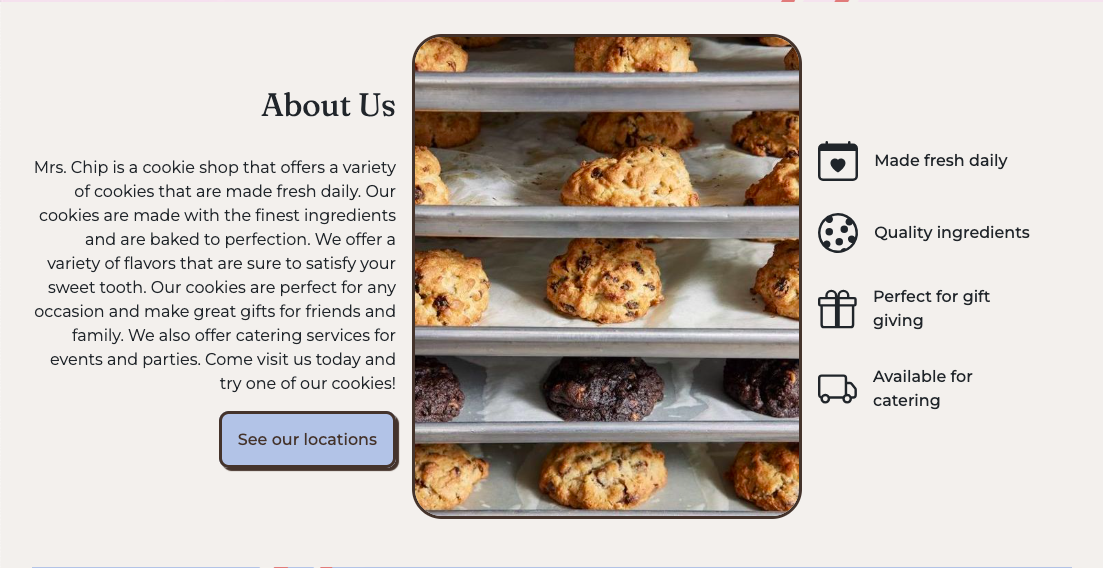 About Us
Mrs. Chip is a cookie shop that offers a variety
of cookies that are made fresh daily. Our
cookies are made with the finest ingredients
and are baked to perfection. We offer a
variety of flavors that are sure to satisfy your
sweet tooth. Our cookies are perfect for any
occasion and make great gifts for friends and
family. We also offer catering services for
events and parties. Come visit us today and
try one of our cookies!
See our locations
Made fresh daily
Quality ingredients
Perfect for gift
giving
Available for
catering